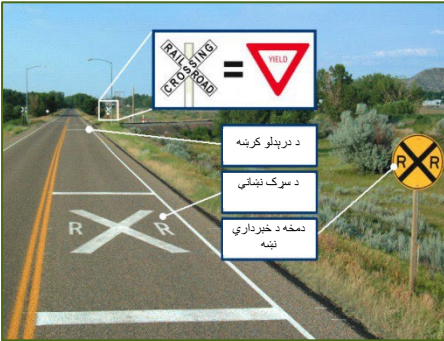 RAILROAD
CROSSING
=
YIELD
د درېدلو کرښه
د سړک نښاني
دمخه د خبرداري
نښه
R R
R R